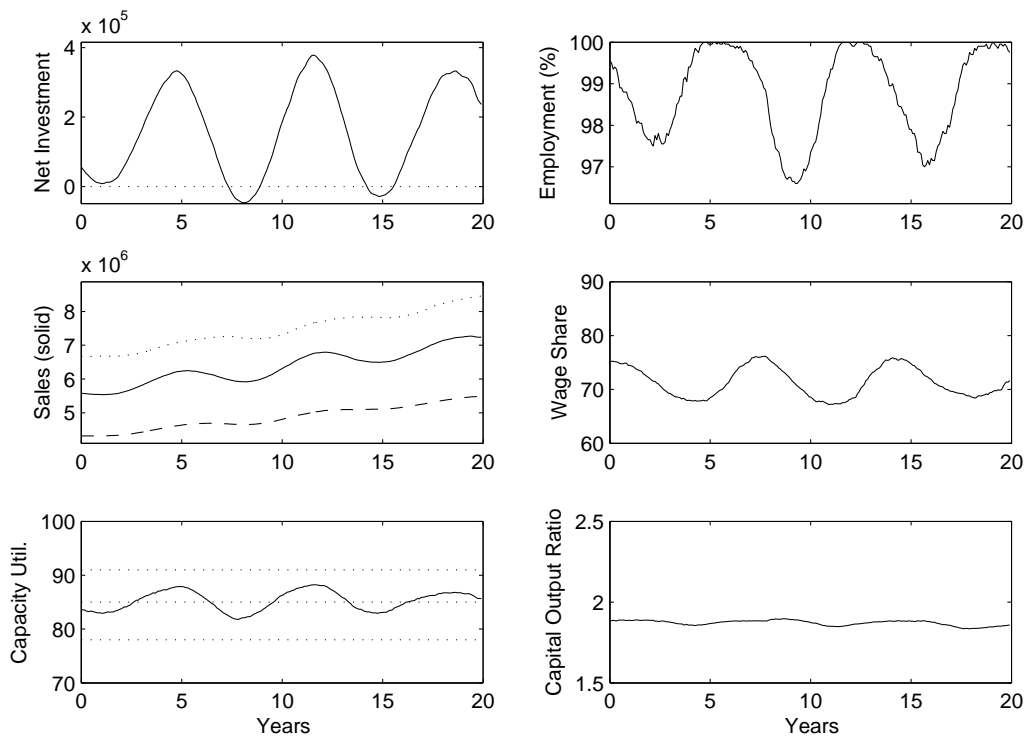 x 10^5
Net Investment
4
2
0
0 5 10 15 20
Employment (%)
100
99
98
97
0 5 10 15 20
x 10^6
Sales (solid)
8
7
6
5
0 5 10 15 20
Wage Share
90
80
70
60
0 5 10 15 20
Capacity Util.
100
90
80
70
0 5 10 15 20
Years
Capital Output Ratio
2.5
2
1.5
0 5 10 15 20
Years